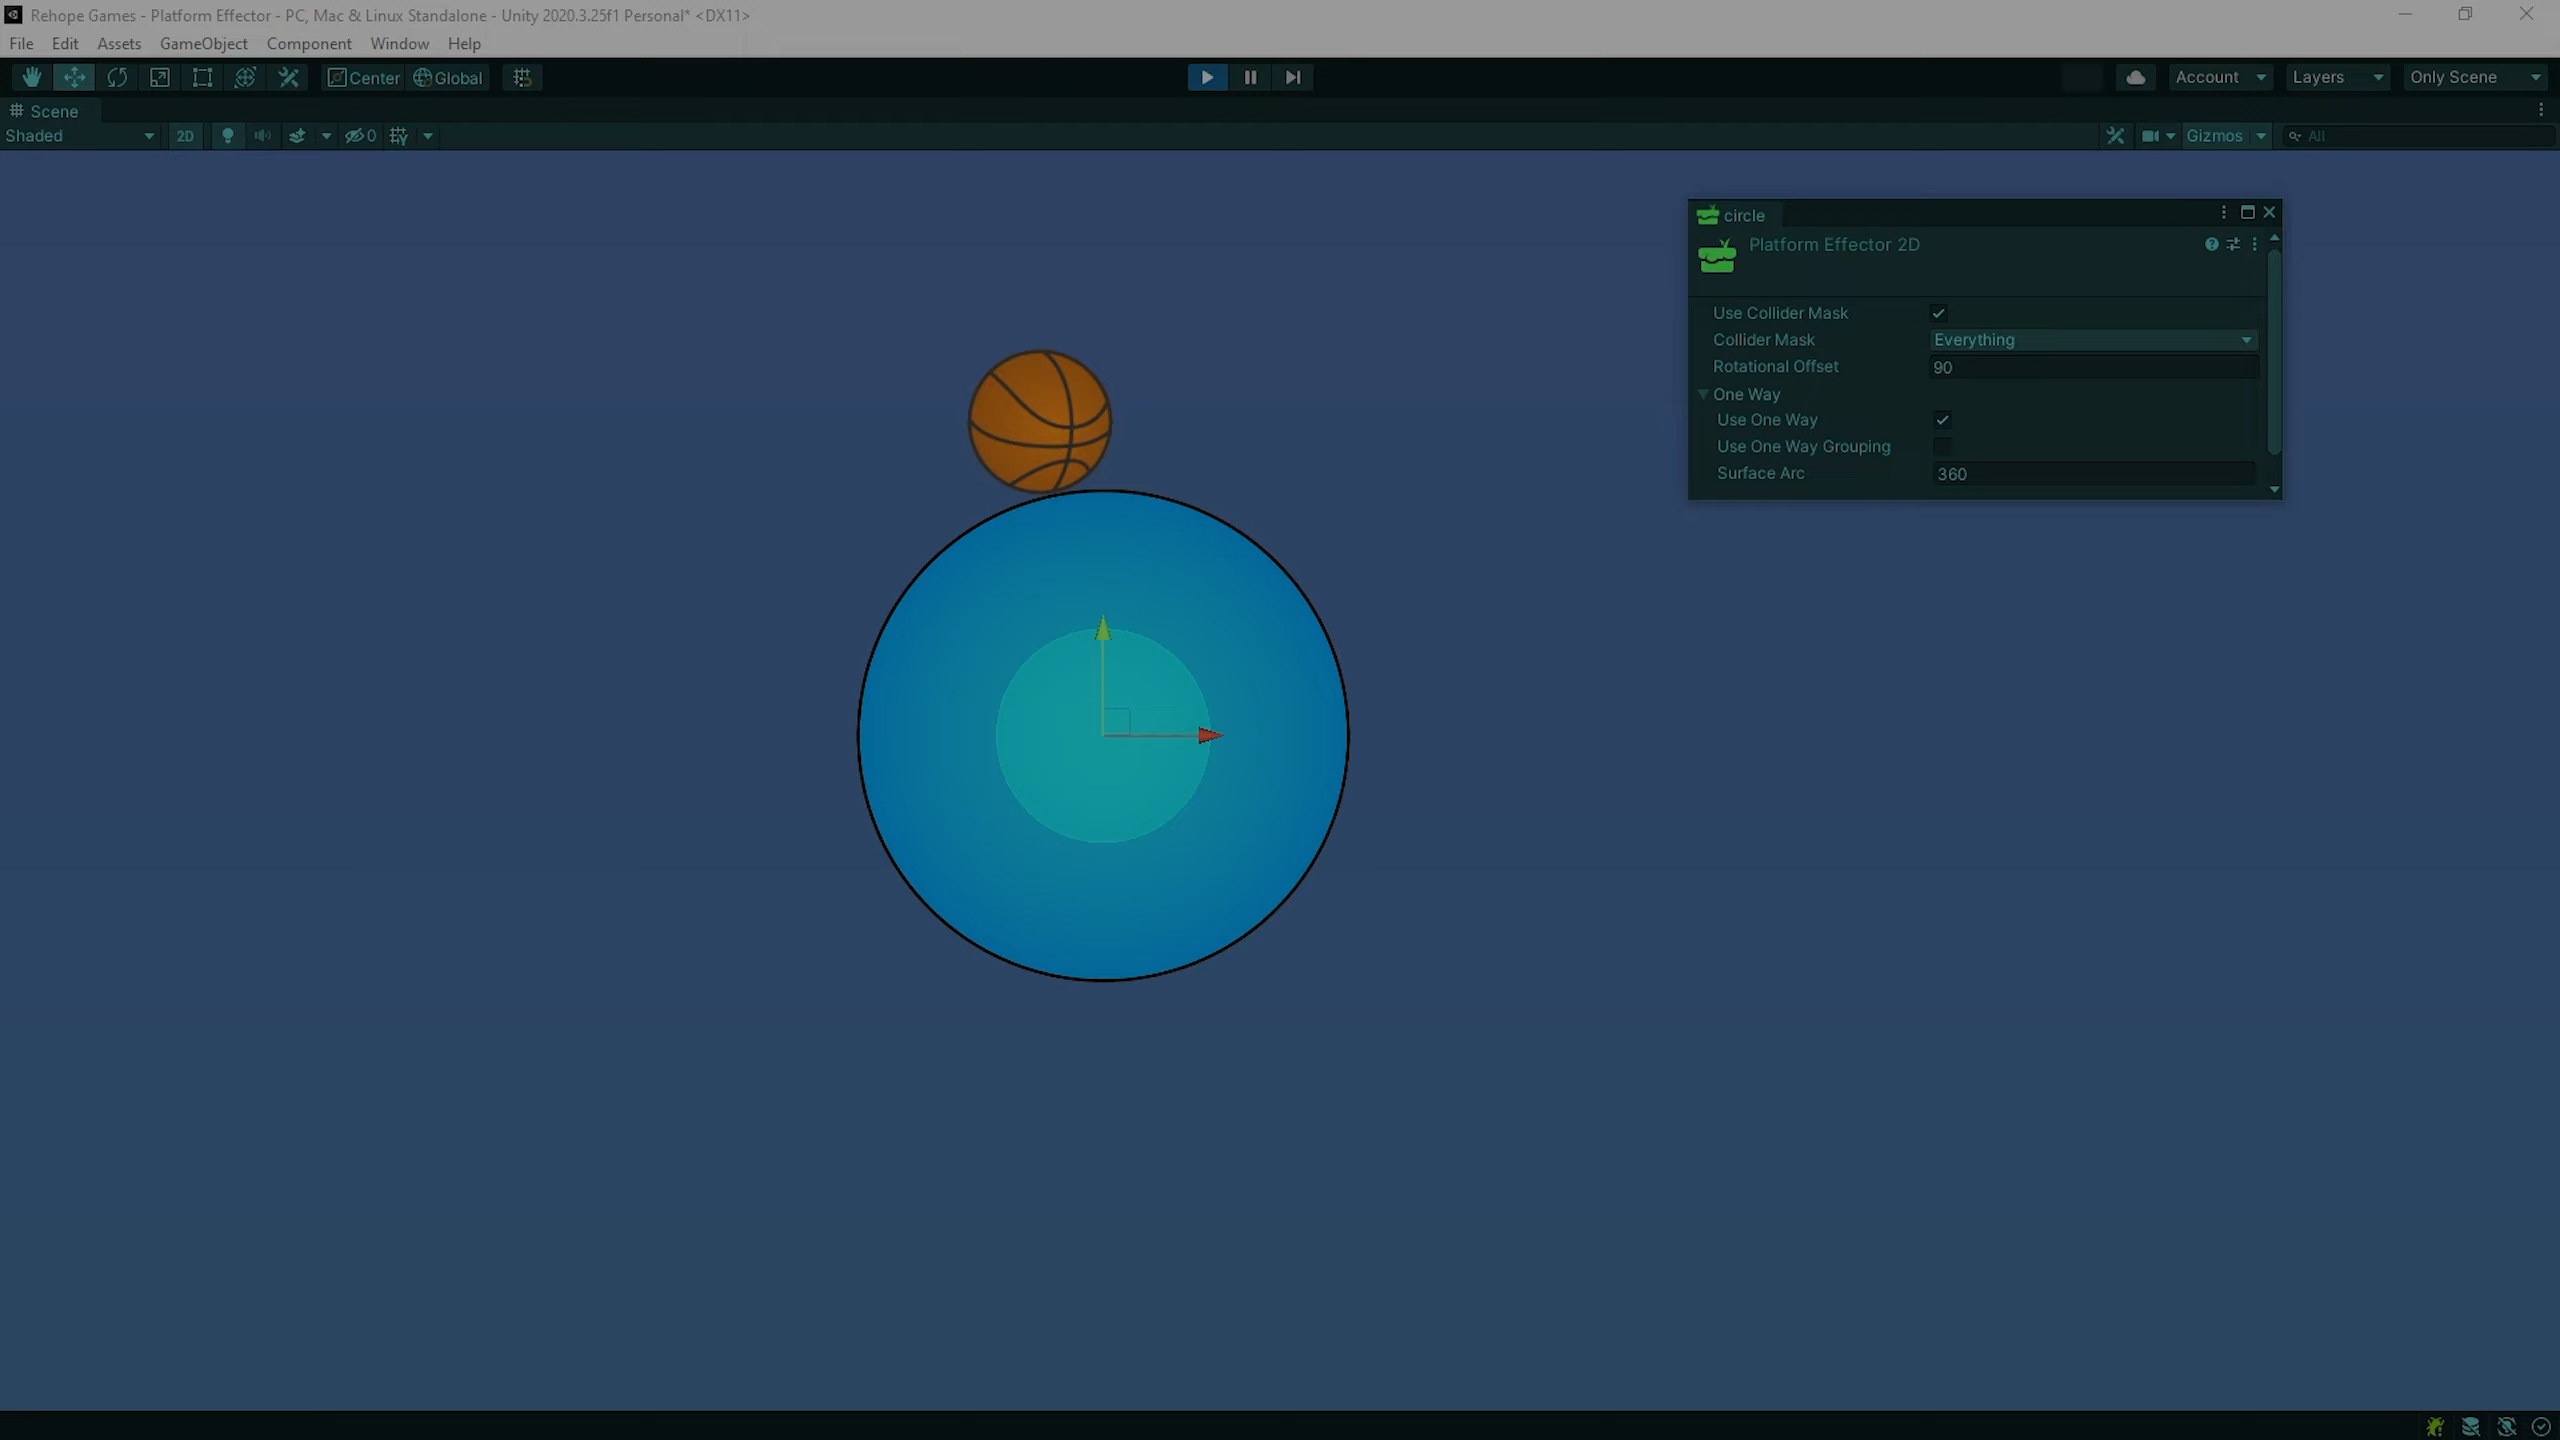 Rehope Games - Platform Effector - PC, Mac & Linux Standalone - Unity 2020.3.25f1 Personal* <DX11>
File Edit Assets GameObject Component Window Help
Center Global Account Layers Only Scene
Scene
Shaded 2D 0 Gizmos All
circle
Platform Effector 2D
Use Collider Mask
Collider Mask Everything
Rotational Offset 90
One Way
Use One Way
Use One Way Grouping
Surface Arc 360